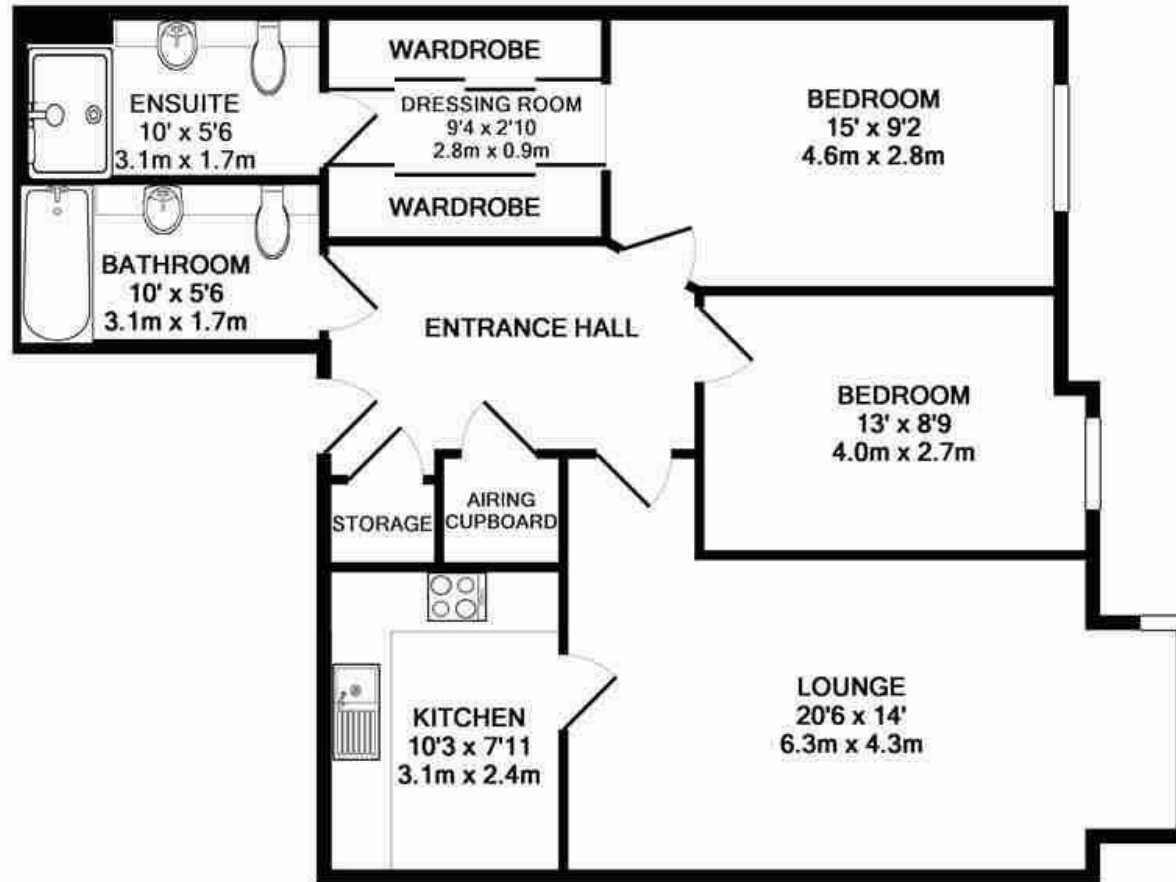 WARDROBE
ENSUITE
10' x 5'6
3.1m x 1.7m
DRESSING ROOM
9'4 x 2'10
2.8m x 0.9m
BEDROOM
15' x 9'2
4.6m x 2.8m
WARDROBE
BATHROOM
10' x 5'6
3.1m x 1.7m
ENTRANCE HALL
BEDROOM
13' x 8'9
4.0m x 2.7m
STORAGE
AIRING
CUPBOARD
KITCHEN
10'3 x 7'11
3.1m x 2.4m
LOUNGE
20'6 x 14'
6.3m x 4.3m